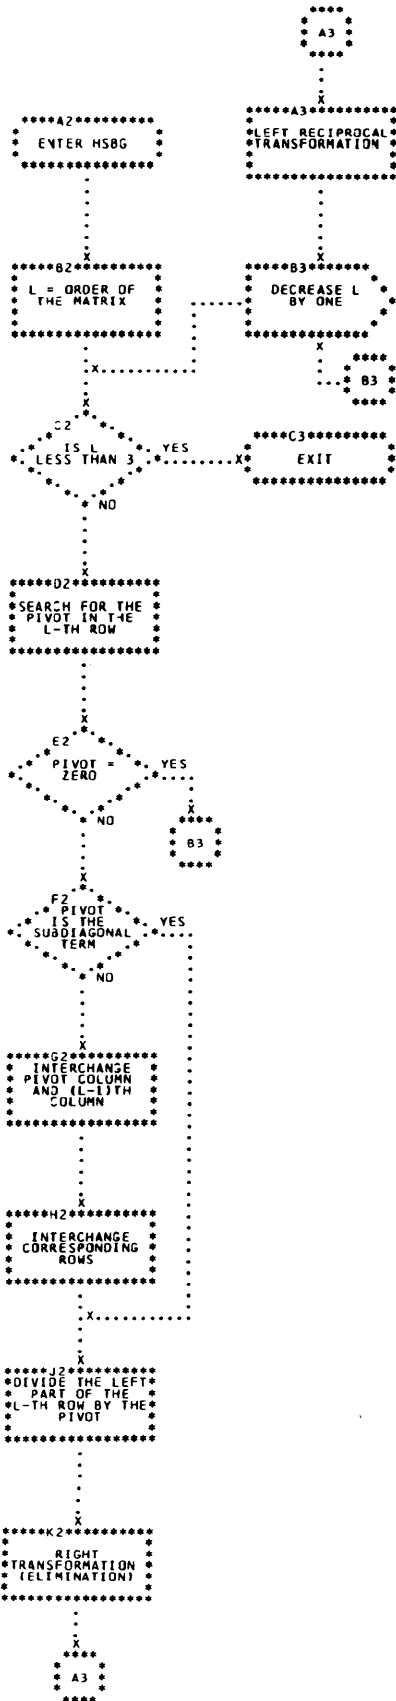 A3
A2
ENTER HSBG
A3
LEFT RECIPROCAL
TRANSFORMATION
B2
L = ORDER OF
THE MATRIX
B3
DECREASE L
BY ONE
B3
C2
IS L
LESS THAN 3
YES
NO
C3
EXIT
D2
SEARCH FOR THE
PIVOT IN THE
L-TH ROW
E2
PIVOT =
ZERO
YES
NO
B3
F2
PIVOT
IS THE
SUBDIAGONAL
TERM
YES
NO
G2
INTERCHANGE
PIVOT COLUMN
AND (L-1)TH
COLUMN
H2
INTERCHANGE
CORRESPONDING
ROWS
J2
DIVIDE THE LEFT
PART OF THE
L-TH ROW BY THE
PIVOT
K2
RIGHT
TRANSFORMATION
(ELIMINATION)
A3